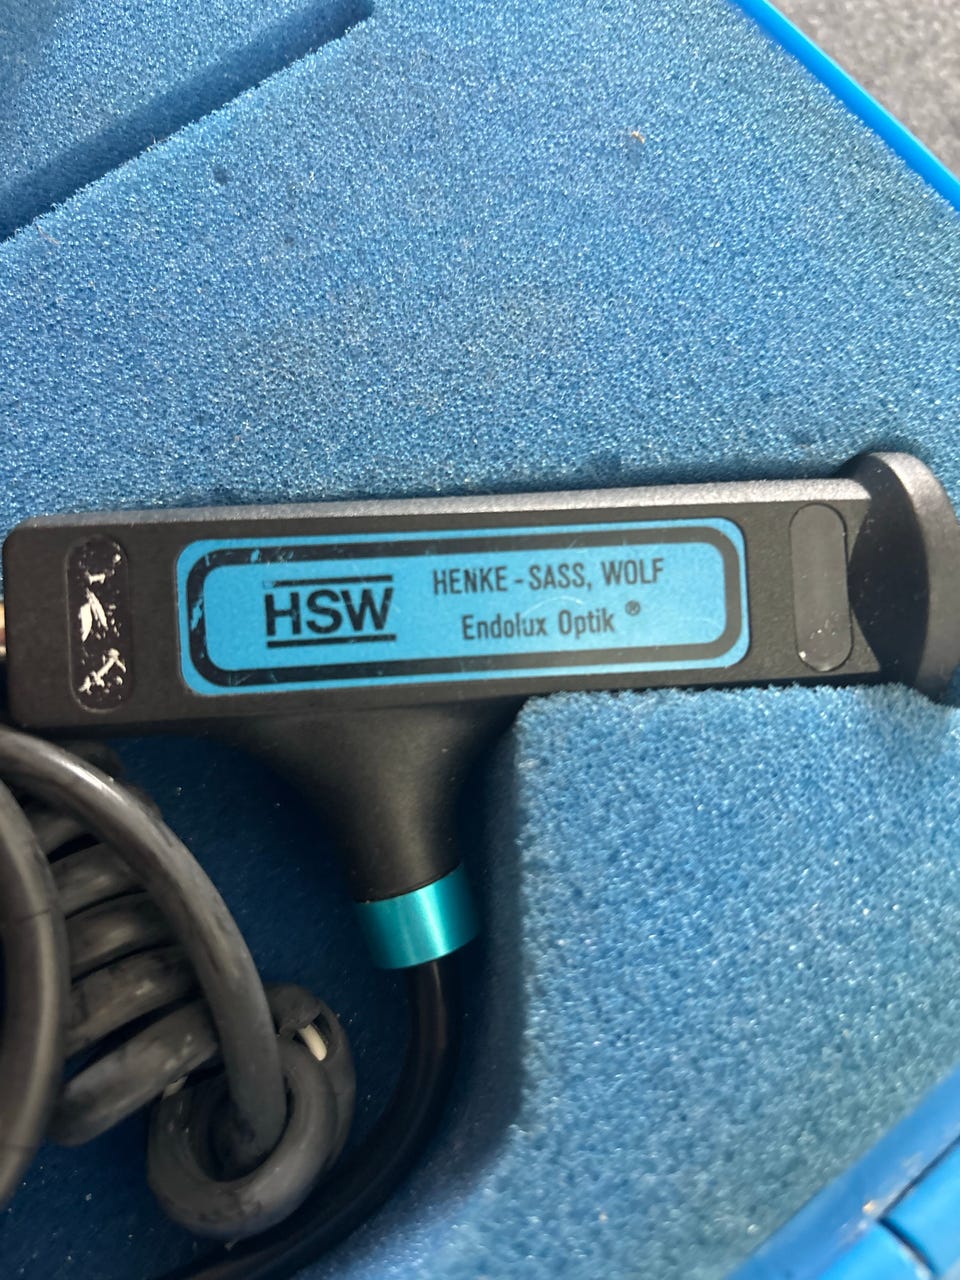 HSW
HENKE-SASS, WOLF
Endolux Optik ®